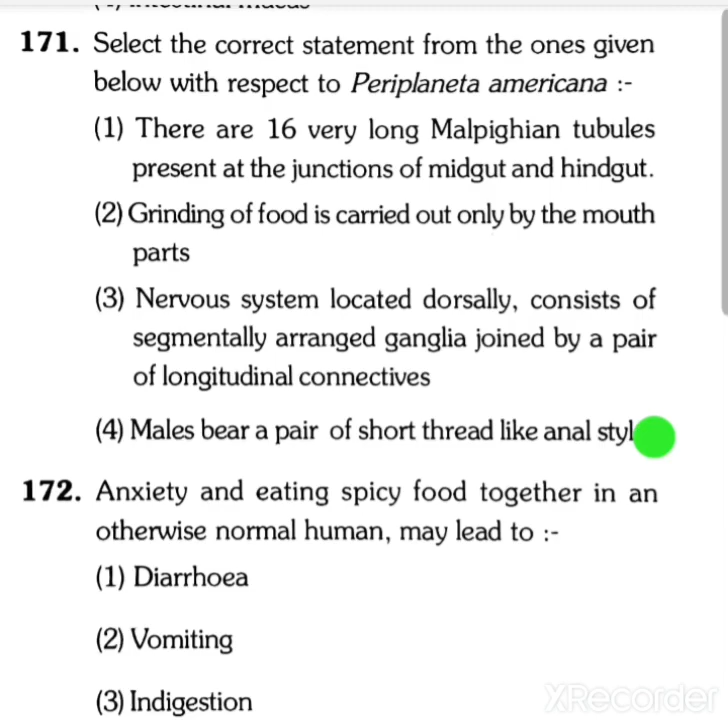 171. Select the correct statement from the ones given
below with respect to Periplaneta americana :-
(1) There are 16 very long Malpighian tubules
present at the junctions of midgut and hindgut.
(2) Grinding of food is carried out only by the mouth
parts
(3) Nervous system located dorsally, consists of
segmentally arranged ganglia joined by a pair
of longitudinal connectives
(4) Males bear a pair of short thread like anal styl
172. Anxiety and eating spicy food together in an
otherwise normal human, may lead to :-
(1) Diarrhoea
(2) Vomiting
(3) Indigestion
XRecorder